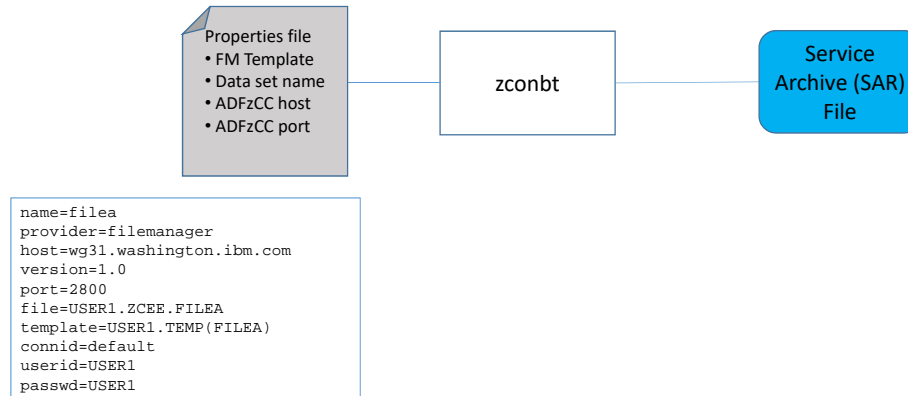 Properties file
• FM Template
• Data set name
• ADFzCC host
• ADFzCC port
zconbt
Service
Archive (SAR)
File
name=filea
provider=filemanager
host=wg31.washington.ibm.com
version=1.0
port=2800
file=USER1.ZCEE.FILEA
template=USER1.TEMP(FILEA)
connid=default
userid=USER1
passwd=USER1